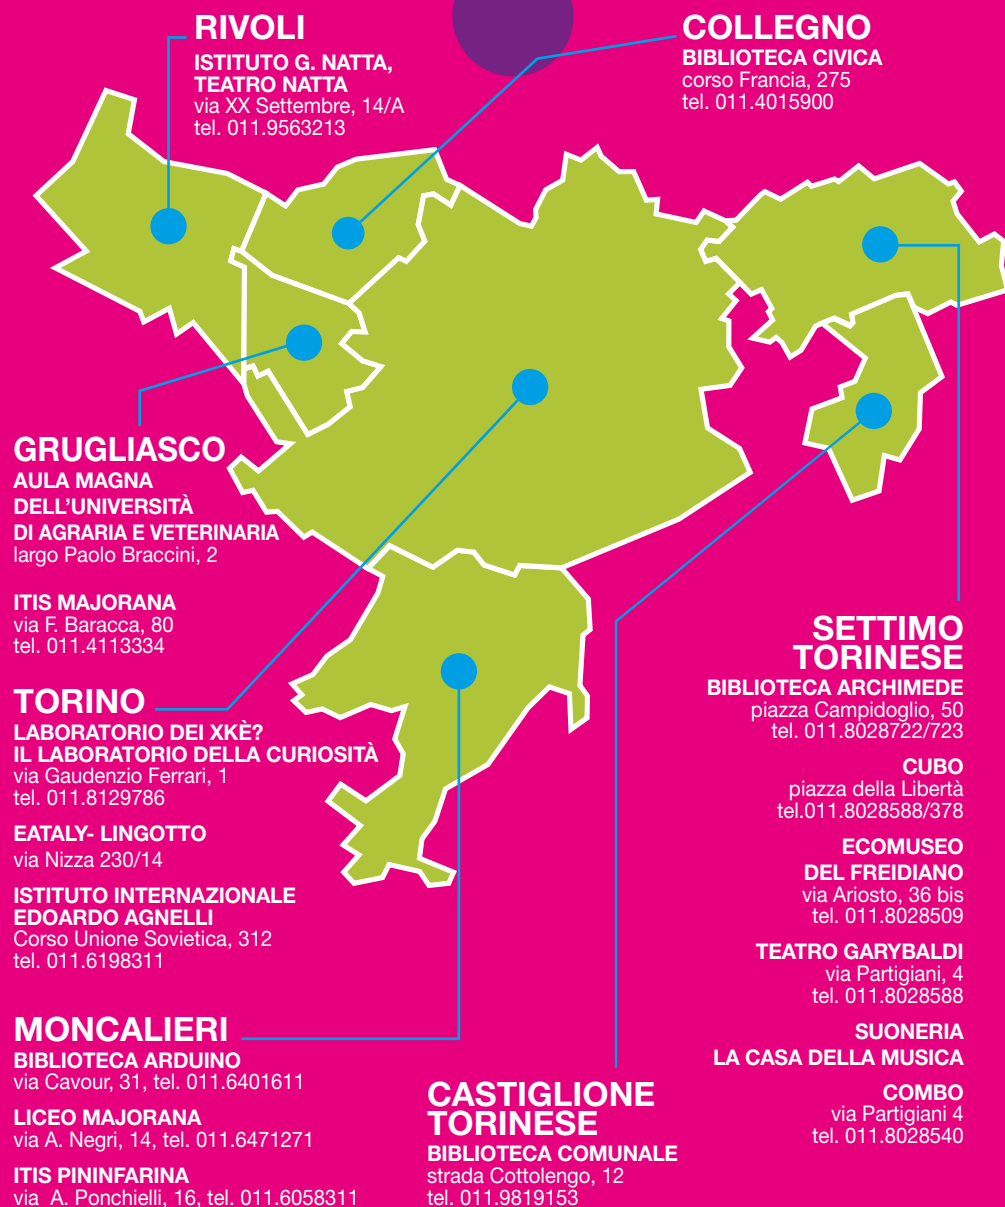 RIVOLI
ISTITUTO G. NATTA,
TEATRO NATTA
via XX Settembre, 14/A
tel. 011.9563213
COLLEGNO
BIBLIOTECA CIVICA
corso Francia, 275
tel. 011.4015900
GRUGLIASCO
AULA MAGNA
DELL'UNIVERSITÀ
DI AGRARIA E VETERINARIA
largo Paolo Braccini, 2
ITIS MAJORANA
via F. Baracca, 80
tel. 011.4113334
TORINO
LABORATORIO DEI XKÈ?
IL LABORATORIO DELLA CURIOSITÀ
via Gaudenzio Ferrari, 1
tel. 011.8129786
EATALY- LINGOTTO
via Nizza 230/14
ISTITUTO INTERNAZIONALE
EDOARDO AGNELLI
Corso Unione Sovietica, 312
tel. 011.6198311
MONCALIERI
BIBLIOTECA ARDUINO
via Cavour, 31, tel. 011.6401611
LICEO MAJORANA
via A. Negri, 14, tel. 011.6471271
ITIS PININFARINA
via A. Ponchielli, 16, tel. 011.6058311
CASTIGLIONE
TORINESE
BIBLIOTECA COMUNALE
strada Cottolengo, 12
tel. 011.9819153
SETTIMO
TORINESE
BIBLIOTECA ARCHIMEDE
piazza Campidoglio, 50
tel. 011.8028722/723
CUBO
piazza della Libertà
tel.011.8028588/378
ECOMUSEO
DEL FREIDIANO
via Ariosto, 36 bis
tel. 011.8028509
TEATRO GARYBALDI
via Partigiani, 4
tel. 011.8028588
SUONERIA
LA CASA DELLA MUSICA
COMBO
via Partigiani 4
tel. 011.8028540